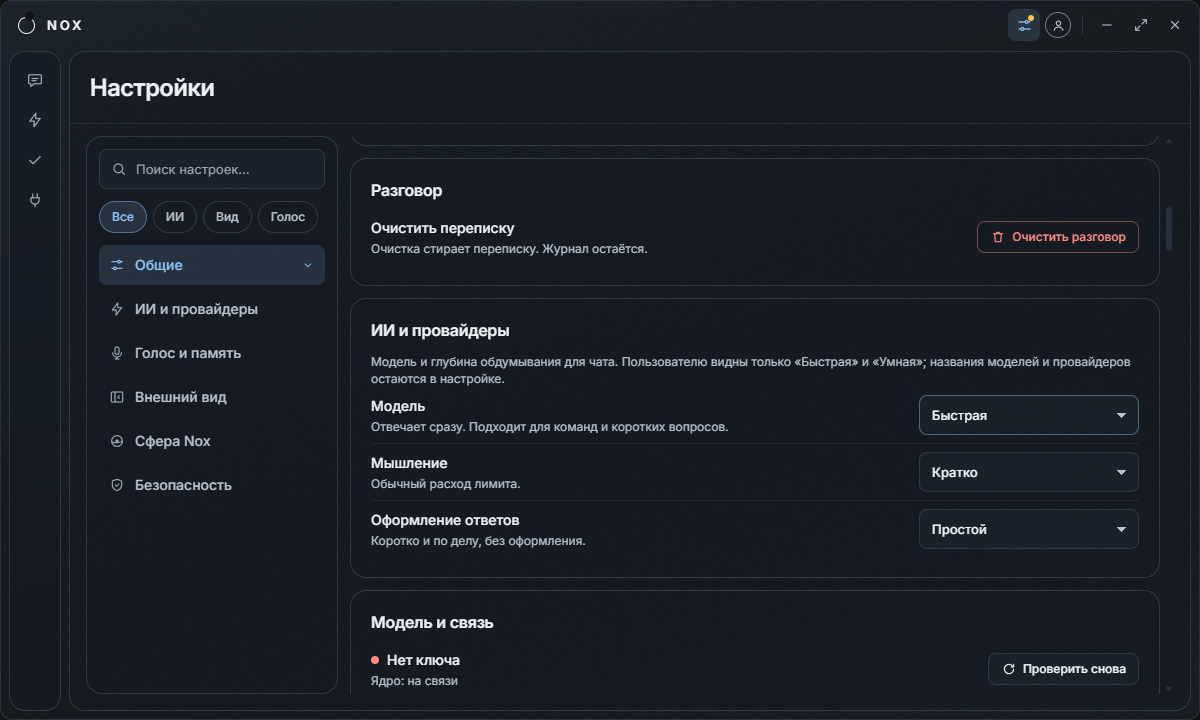 NOX
Настройки
Поиск настроек...
Все
ИИ
Вид
Голос
Общие
ИИ и провайдеры
Голос и память
Внешний вид
Сфера Nox
Безопасность
Разговор
Очистить переписку
Очистка стирает переписку. Журнал остаётся.
Очистить разговор
ИИ и провайдеры
Модель и глубина обдумывания для чата. Пользователю видны только «Быстрая» и «Умная»; названия моделей и провайдеров
остаются в настройке.
Модель
Отвечает сразу. Подходит для команд и коротких вопросов.
Быстрая
Мышление
Обычный расход лимита.
Кратко
Оформление ответов
Коротко и по делу, без оформления.
Простой
Модель и связь
Нет ключа
Ядро: на связи
Проверить снова